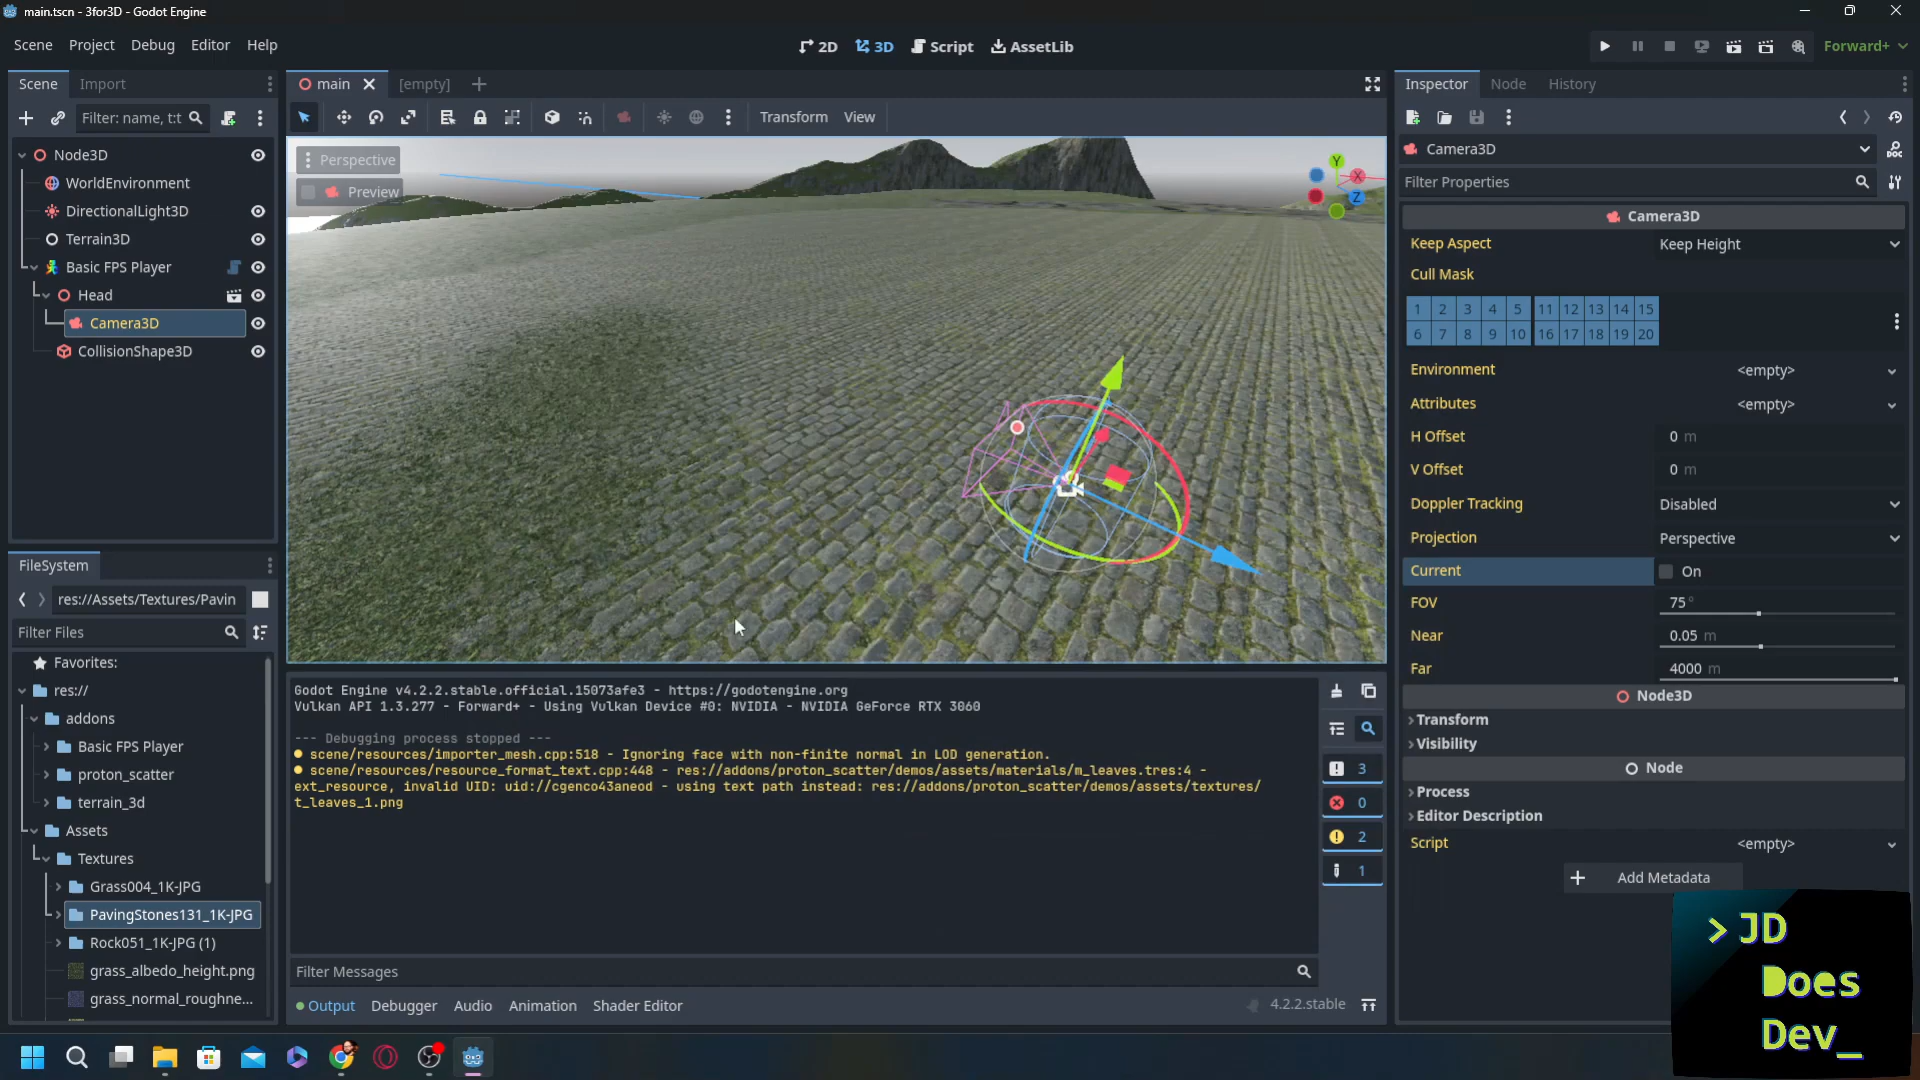 main.tscn - 3for3D - Godot Engine
Scene Project Debug Editor Help
2D 3D Script AssetLib
Forward+
Scene Import
Filter: name, t:t
Node3D
WorldEnvironment
DirectionalLight3D
Terrain3D
Basic FPS Player
Head
Camera3D
CollisionShape3D
FileSystem
res://Assets/Textures/Pavin
Filter Files
Favorites:
res://
addons
Basic FPS Player
proton_scatter
terrain_3d
Assets
Textures
Grass004_1K-JPG
PavingStones131_1K-JPG
Rock051_1K-JPG (1)
grass_albedo_height.png
grass_normal_roughne...
main [empty]
Transform View
Perspective
Preview
Y
X
Z
Godot Engine v4.2.2.stable.official.15073afe3 - https://godotengine.org
Vulkan API 1.3.277 - Forward+ - Using Vulkan Device #0: NVIDIA - NVIDIA GeForce RTX 3060
--- Debugging process stopped ---
scene/resources/importer_mesh.cpp:518 - Ignoring face with non-finite normal in LOD generation.
scene/resources/resource_format_text.cpp:448 - res://addons/proton_scatter/demos/assets/materials/m_leaves.tres:4 -
ext_resource, invalid UID: uid://cgenco43aneod - using text path instead: res://addons/proton_scatter/demos/assets/textures/
t_leaves_1.png
3
0
2
1
Filter Messages
Output Debugger Audio Animation Shader Editor
4.2.2.stable
Inspector Node History
Camera3D
DOC
Filter Properties
Camera3D
Keep Aspect Keep Height
Cull Mask
1 2 3 4 5 11 12 13 14 15
6 7 8 9 10 16 17 18 19 20
Environment <empty>
Attributes <empty>
H Offset 0 m
V Offset 0 m
Doppler Tracking Disabled
Projection Perspective
Current On
FOV 75°
Near 0.05 m
Far 4000 m
Node3D
Transform
Visibility
Node
Process
Editor Description
Script <empty>
Add Metadata
>JD
Does
Dev_